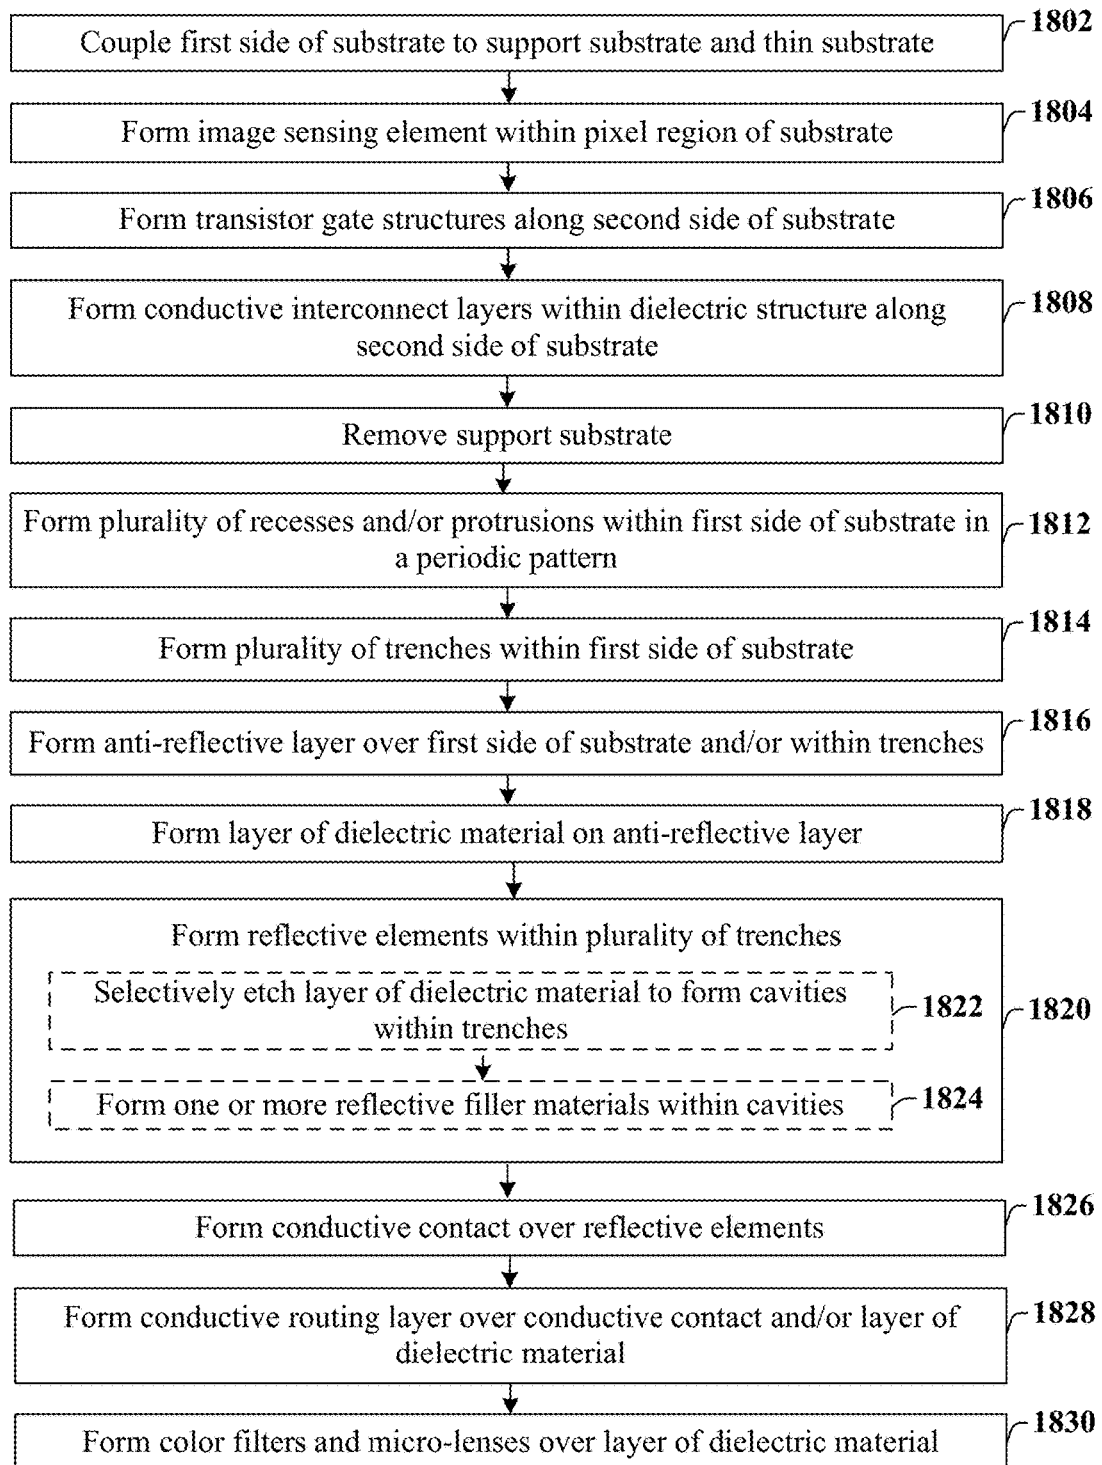 Couple first side of substrate to support substrate and thin substrate
1802
Form image sensing element within pixel region of substrate
1804
Form transistor gate structures along second side of substrate
1806
Form conductive interconnect layers within dielectric structure along
second side of substrate
1808
Remove support substrate
1810
Form plurality of recesses and/or protrusions within first side of substrate in
a periodic pattern
1812
Form plurality of trenches within first side of substrate
1814
Form anti-reflective layer over first side of substrate and/or within trenches
1816
Form layer of dielectric material on anti-reflective layer
1818
Form reflective elements within plurality of trenches
1820
Selectively etch layer of dielectric material to form cavities
within trenches
1822
Form one or more reflective filler materials within cavities
1824
Form conductive contact over reflective elements
1826
Form conductive routing layer over conductive contact and/or layer of
dielectric material
1828
Form color filters and micro-lenses over layer of dielectric material
1830